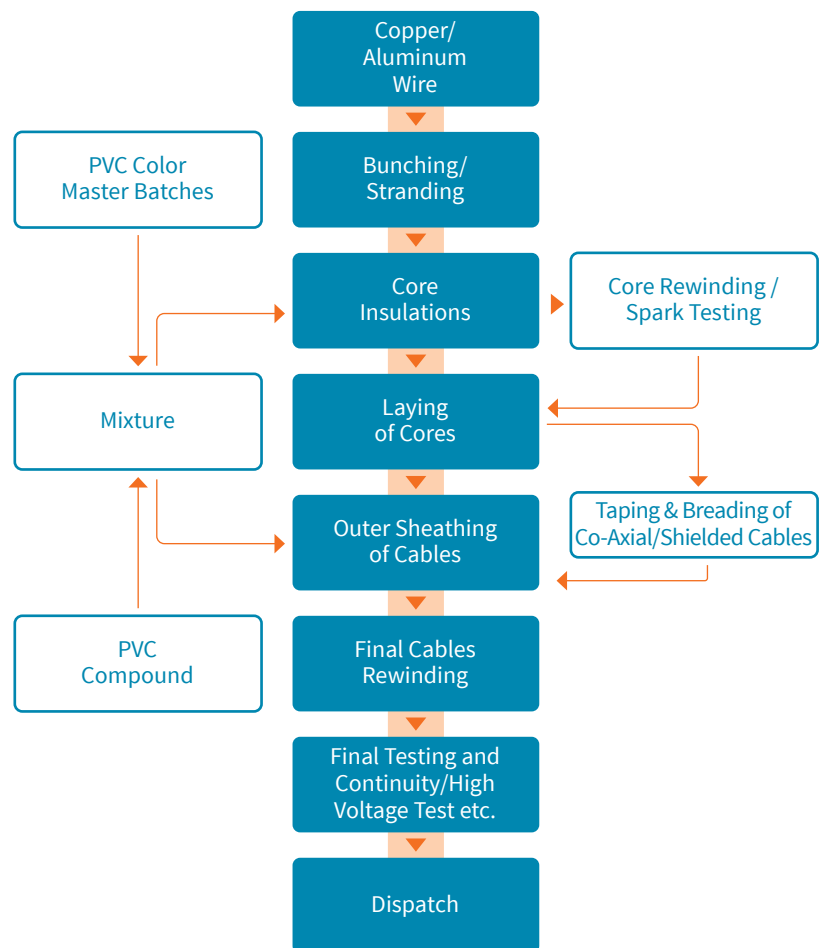 Copper/
Aluminum
Wire
PVC Color
Master Batches
Bunching/
Stranding
Core
Insulations
Core Rewinding /
Spark Testing
Mixture
Laying
of Cores
Outer Sheathing
of Cables
Taping & Breading of
Co-Axial/Shielded Cables
PVC
Compound
Final Cables
Rewinding
Final Testing and
Continuity/High
Voltage Test etc.
Dispatch